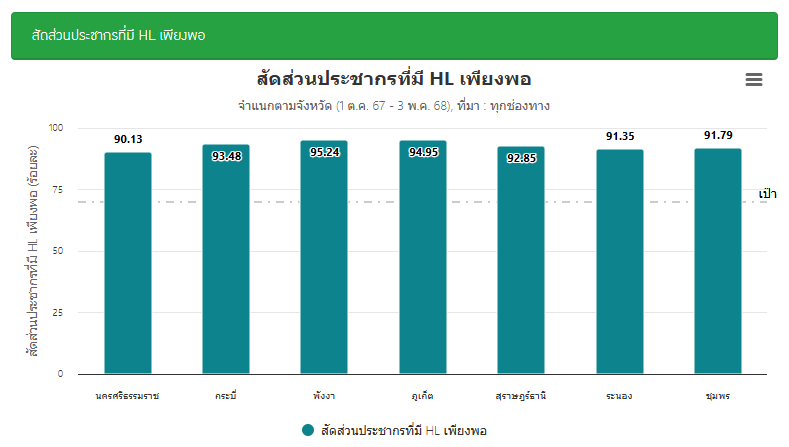 สัดส่วนประชากรที่มี HL เพียงพอ
สัดส่วนประชากรที่มี HL เพียงพอ
จำแนกตามจังหวัด (1 ต.ค. 67 - 3 พ.ค. 68), ที่มา : ทุกช่องทาง
สัดส่วนประชากรที่มี HL เพียงพอ (ร้อยละ)
100
75
50
25
0
90.13
93.48
95.24
94.95
92.85
91.35
91.79
เป้า
นครศรีธรรมราช
กระบี่
พังงา
ภูเก็ต
สุราษฎร์ธานี
ระนอง
ชุมพร
สัดส่วนประชากรที่มี HL เพียงพอ